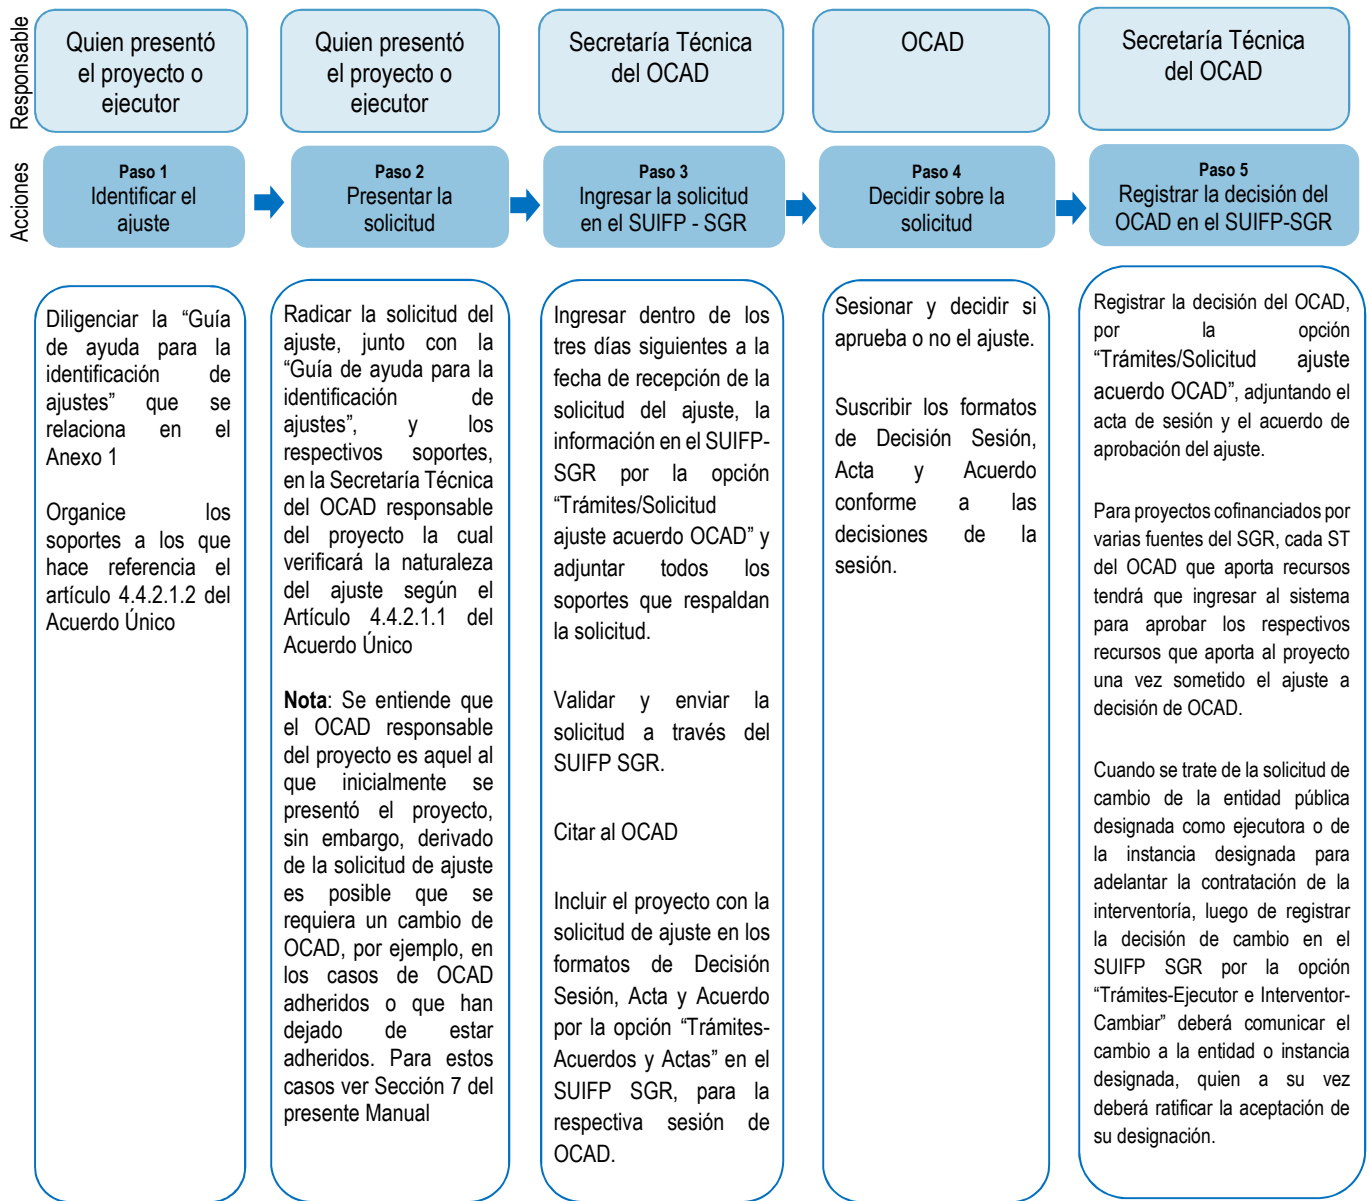 Responsable
Quien presentó
el proyecto o
ejecutor
Quien presentó
el proyecto o
ejecutor
Secretaría Técnica
del OCAD
OCAD
Secretaría Técnica
del OCAD
Acciones
Paso 1
Identificar el
ajuste
Paso 2
Presentar la
solicitud
Paso 3
Ingresar la solicitud
en el SUIFP - SGR
Paso 4
Decidir sobre la
solicitud
Paso 5
Registrar la decisión del
OCAD en el SUIFP-SGR
Diligenciar la “Guía
de ayuda para la
identificación de
ajustes” que se
relaciona en el
Anexo 1
Organice los
soportes a los que
hace referencia el
artículo 4.4.2.1.2 del
Acuerdo Único
Radicar la solicitud del
ajuste, junto con la
“Guía de ayuda para la
identificación de
ajustes”, y los
respectivos soportes,
en la Secretaría Técnica
del OCAD responsable
del proyecto la cual
verificará la naturaleza
del ajuste según el
Artículo 4.4.2.1.1 del
Acuerdo Único
Nota: Se entiende que
el OCAD responsable
del proyecto es aquel al
que inicialmente se
presentó el proyecto,
sin embargo, derivado
de la solicitud de ajuste
es posible que se
requiera un cambio de
OCAD, por ejemplo, en
los casos de OCAD
adheridos o que han
dejado de estar
adheridos. Para estos
casos ver Sección 7 del
presente Manual
Ingresar dentro de los
tres días siguientes a la
fecha de recepción de la
solicitud del ajuste, la
información en el SUIFP-
SGR por la opción
“Trámites/Solicitud
ajuste acuerdo OCAD” y
adjuntar todos los
soportes que respaldan
la solicitud.
Validar y enviar la
solicitud a través del
SUIFP SGR.
Citar al OCAD
Incluir el proyecto con la
solicitud de ajuste en los
formatos de Decisión
Sesión, Acta y Acuerdo
por la opción “Trámites-
Acuerdos y Actas” en el
SUIFP SGR, para la
respectiva sesión de
OCAD.
Sesionar y decidir si
aprueba o no el ajuste.
Suscribir los formatos
de Decisión Sesión,
Acta y Acuerdo
conforme a las
decisiones de la
sesión.
Registrar la decisión del OCAD,
por la opción
“Trámites/Solicitud ajuste
acuerdo OCAD”, adjuntando el
acta de sesión y el acuerdo de
aprobación del ajuste.
Para proyectos cofinanciados por
varias fuentes del SGR, cada ST
del OCAD que aporta recursos
tendrá que ingresar al sistema
para aprobar los respectivos
recursos que aporta al proyecto
una vez sometido el ajuste a
decisión de OCAD.
Cuando se trate de la solicitud de
cambio de la entidad pública
designada como ejecutora o de
la instancia designada para
adelantar la contratación de la
interventoría, luego de registrar
la decisión de cambio en el
SUIFP SGR por la opción
“Trámites-Ejecutor e Interventor-
Cambiar” deberá comunicar el
cambio a la entidad o instancia
designada, quien a su vez
deberá ratificar la aceptación de
su designación.